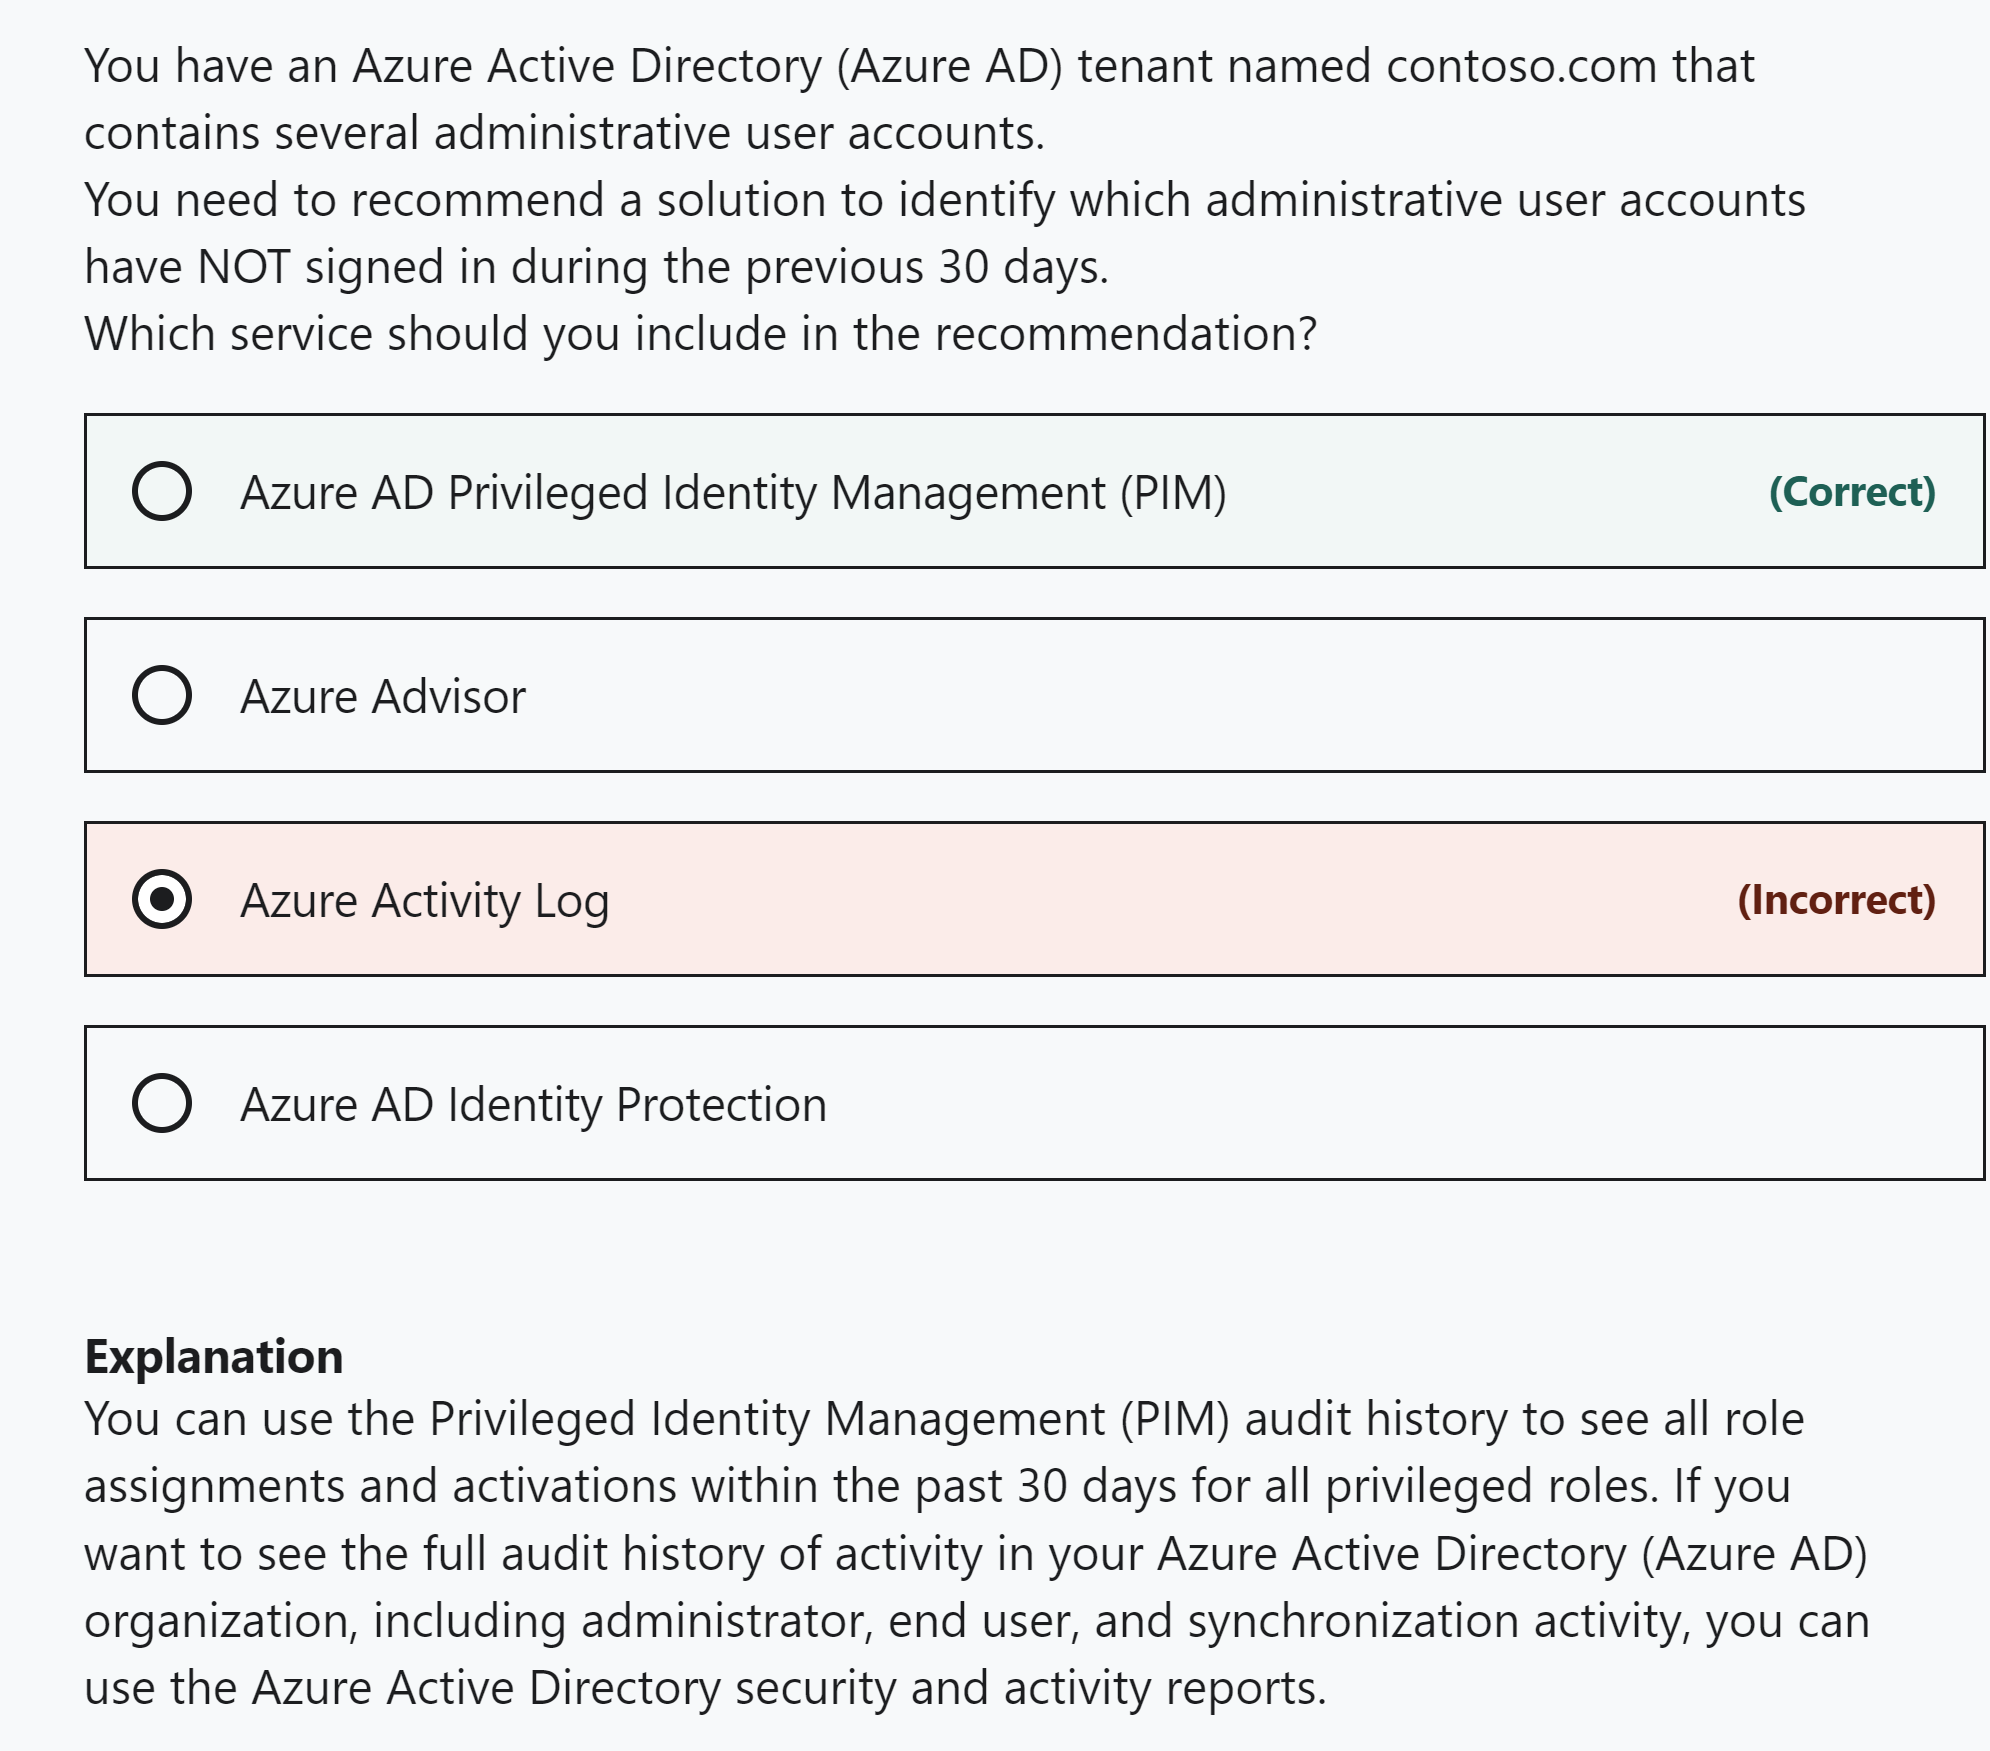 You have an Azure Active Directory (Azure AD) tenant named contoso.com that
contains several administrative user accounts.
You need to recommend a solution to identify which administrative user accounts
have NOT signed in during the previous 30 days.
Which service should you include in the recommendation?
Azure AD Privileged Identity Management (PIM) (Correct)
Azure Advisor
Azure Activity Log (Incorrect)
Azure AD Identity Protection
Explanation
You can use the Privileged Identity Management (PIM) audit history to see all role
assignments and activations within the past 30 days for all privileged roles. If you
want to see the full audit history of activity in your Azure Active Directory (Azure AD)
organization, including administrator, end user, and synchronization activity, you can
use the Azure Active Directory security and activity reports.